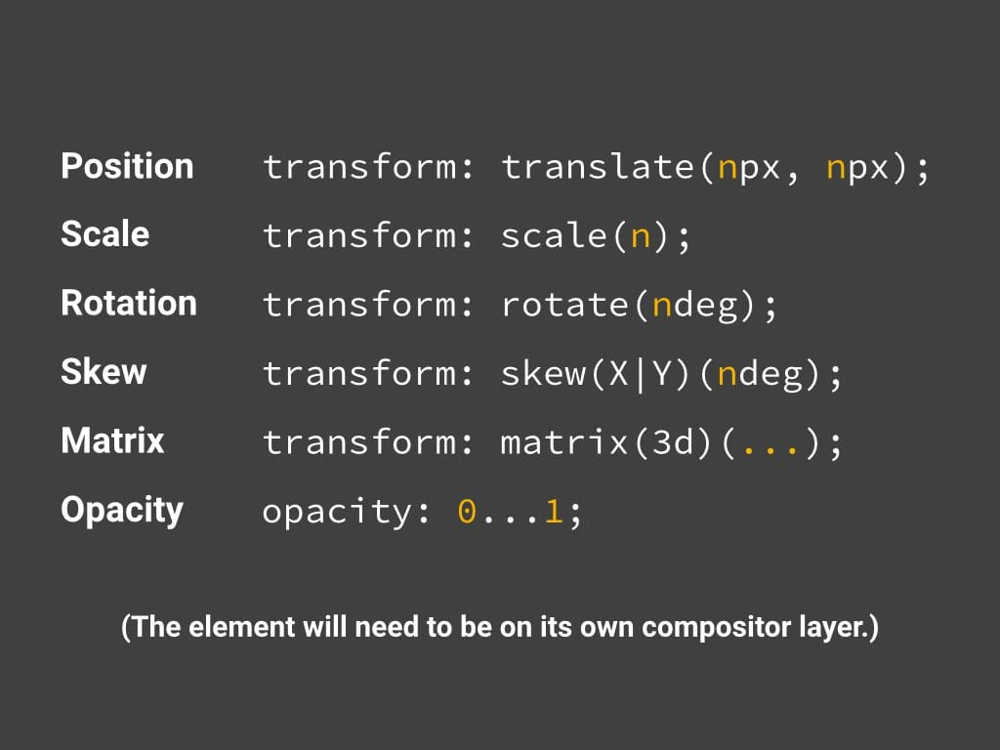 Position transform: translate(npx, npx);
Scale transform: scale(n);
Rotation transform: rotate(ndeg);
Skew transform: skew(X|Y)(ndeg);
Matrix transform: matrix(3d)(...);
Opacity opacity: 0...1;
(The element will need to be on its own compositor layer.)